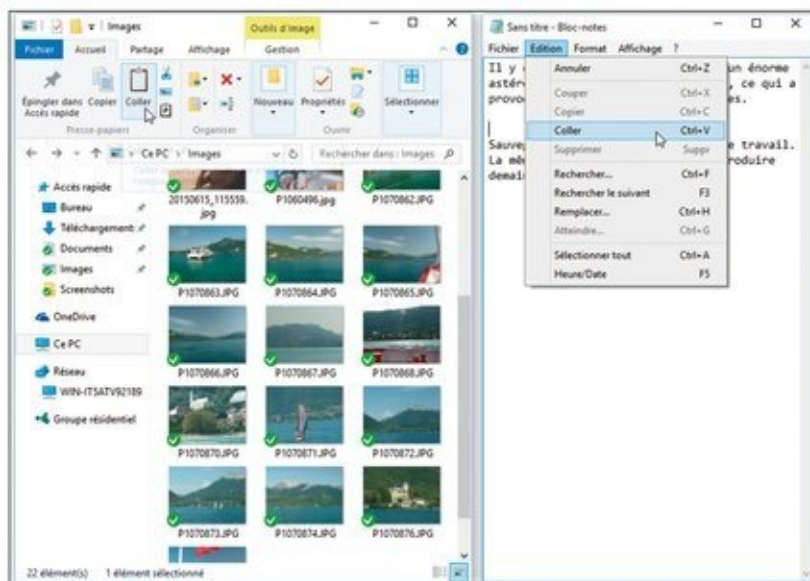 Images
Outils d'image
Fichier Accueil Partage Affichage Gestion
Épingler dans Accès rapide
Copier
Coller
Nouveau
Propriétés
Sélectionner
Presse-papiers Organiser Ouvrir
Ce PC > Images
Rechercher dans : Images
Accès rapide
Bureau
Téléchargement
Documents
Images
Screenshots
OneDrive
Ce PC
Réseau
WIN-IT5ATV92189
Groupe résidentiel
20150615_115559.jpg P1060496.jpg P1070862.JPG
P1070863.JPG P1070864.JPG P1070865.JPG
P1070866.JPG P1070867.JPG P1070868.JPG
P1070870.JPG P1070871.JPG P1070872.JPG
P1070873.JPG P1070874.JPG P1070876.JPG
22 élément(s) 1 élément sélectionné
Sans titre - Bloc-notes
Fichier Edition Format Affichage ?
Il y
un énorme
astér
, ce qui a
provo
es.
Sauve
e travail.
La mê
roduire
demai
Annuler Ctrl+Z
Couper Ctrl+X
Copier Ctrl+C
Coller Ctrl+V
Supprimer Suppr
Rechercher... Ctrl+F
Rechercher le suivant F3
Remplacer... Ctrl+H
Atteindre... Ctrl+G
Sélectionner tout Ctrl+A
Heure/Date F5